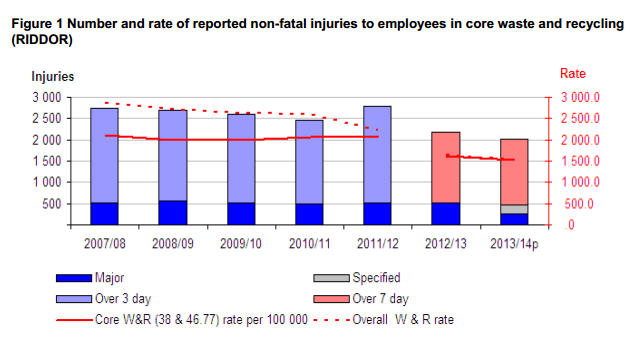 Figure 1 Number and rate of reported non-fatal injuries to employees in core waste and recycling
(RIDDOR)
Injuries Rate
3 000 3 000.0
2 500 2 500.0
2 000 2 000.0
1 500 1 500.0
1 000 1 000.0
500 500.0
.0
2007/08 2008/09 2009/10 2010/11 2011/12 2012/13 2013/14p
Major Specified
Over 3 day Over 7 day
Core W&R (38 & 46.77) rate per 100 000 Overall W & R rate